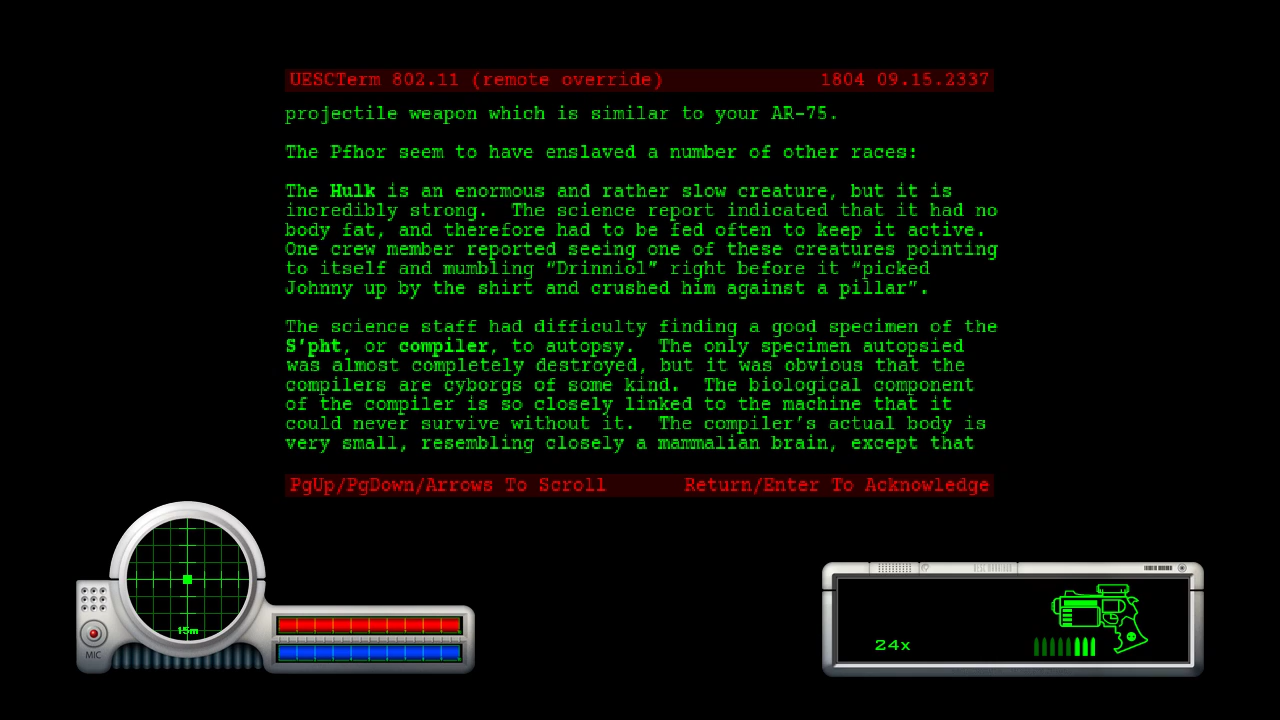 UESCTerm 802.11 (remote override) 1804 09.15.2337
projectile weapon which is similar to your AR-75.
The Pfhor seem to have enslaved a number of other races:
The Hulk is an enormous and rather slow creature, but it is
incredibly strong.  The science report indicated that it had no
body fat, and therefore had to be fed often to keep it active.
One crew member reported seeing one of these creatures pointing
to itself and mumbling “Drinniol” right before it “picked
Johnny up by the shirt and crushed him against a pillar”.
The science staff had difficulty finding a good specimen of the
S’pht, or compiler, to autopsy.  The only specimen autopsied
was almost completely destroyed, but it was obvious that the
compilers are cyborgs of some kind.  The biological component
of the compiler is so closely linked to the machine that it
could never survive without it.  The compiler’s actual body is
very small, resembling closely a mammalian brain, except that
PgUp/PgDown/Arrows To Scroll Return/Enter To Acknowledge
15m
MIC
24x